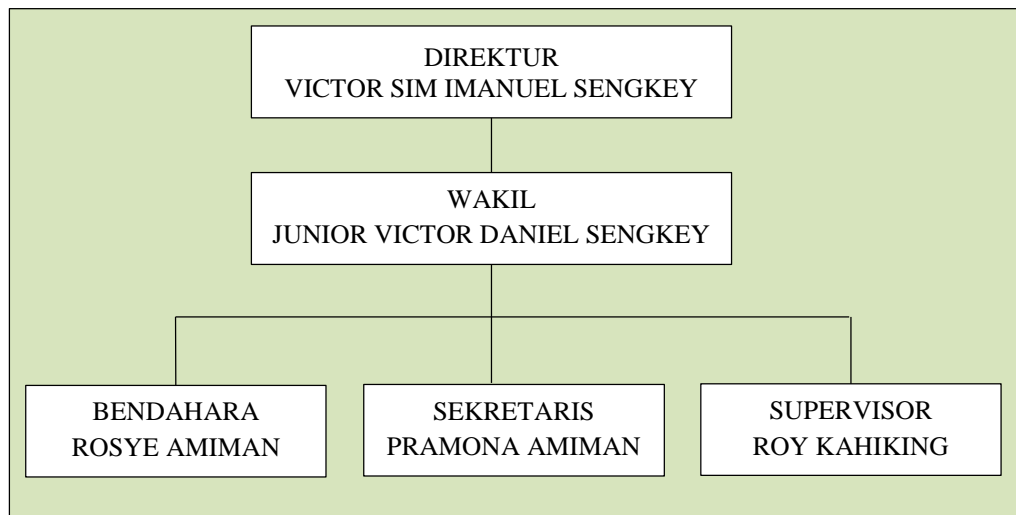 DIREKTUR
VICTOR SIM IMANUEL SENGKEY
WAKIL
JUNIOR VICTOR DANIEL SENGKEY
BENDAHARA
ROSYE AMIMAN
SEKRETARIS
PRAMONA AMIMAN
SUPERVISOR
ROY KAHIKING